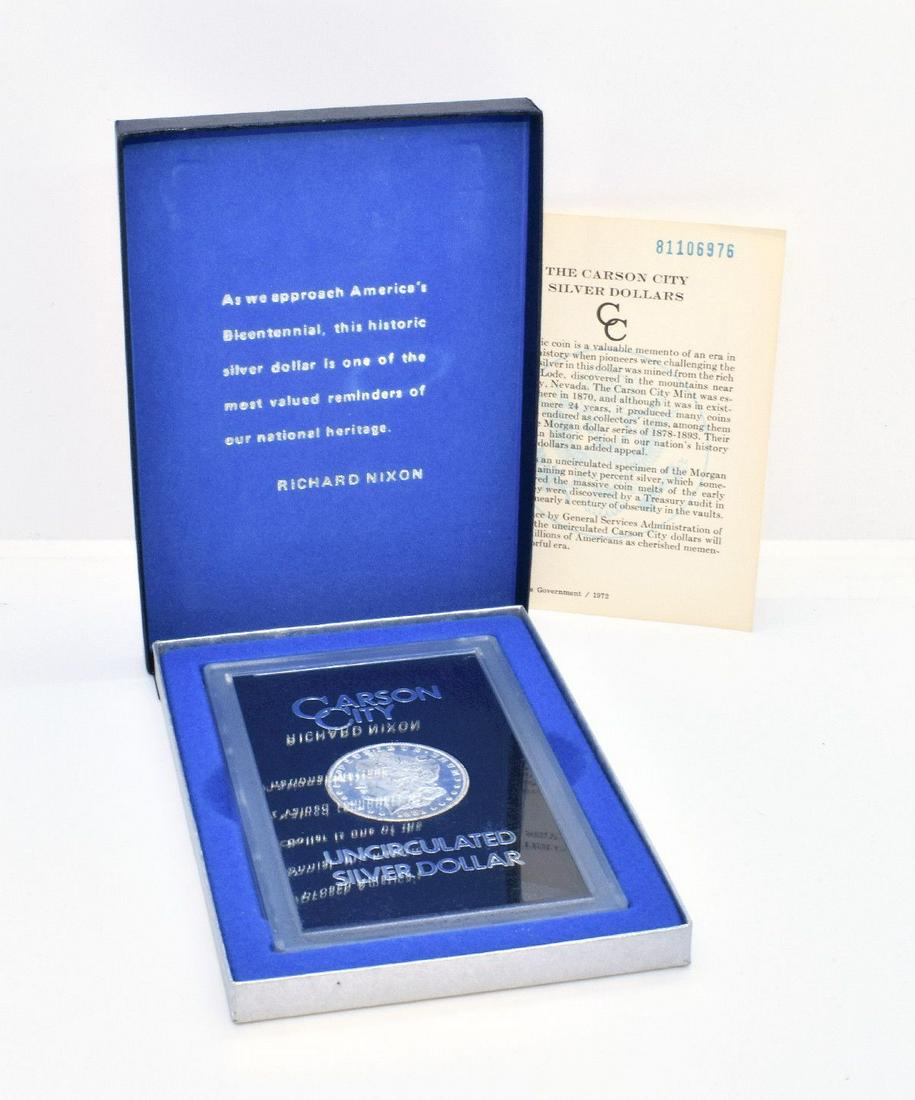 As we approach America's
Bicentennial, this historic
silver dollar is one of the
most valued reminders of
our national heritage.
RICHARD NIXON
81106976
THE CARSON CITY
SILVER DOLLARS
CC
ic coin is a valuable memento of an era in
istory when pioneers were challenging the
silver in this dollar was mined from the rich
Lode, discovered in the mountains near
y, Nevada. The Carson City Mint was es-
here in 1870, and although it was in exist-
mere 24 years, it produced many coins
endured as collectors' items, among them
e Morgan dollar series of 1878-1893. Their
n historic period in our nation's history
dollars an added appeal.
an uncirculated specimen of the Morgan
aining ninety percent silver, which some-
red the massive coin melts of the early
y were discovered by a Treasury audit in
nearly a century of obscurity in the vaults.
ce by General Services Administration of
the uncirculated Carson City dollars will
illions of Americans as cherished memen-
orful era.
s Government / 1972
CARSON
CITY
RICHARD NIXON
UNCIRCULATED
SILVER DOLLAR